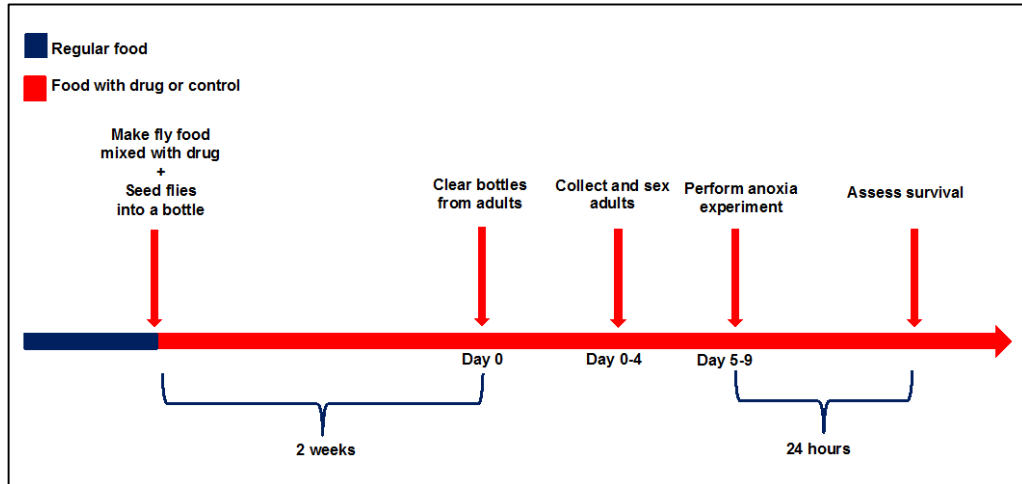 Regular food
Food with drug or control
Make fly food
mixed with drug
+
Seed flies
into a bottle
Clear bottles
from adults
Collect and sex
adults
Perform anoxia
experiment
Assess survival
Day 0
Day 0-4
Day 5-9
2 weeks
24 hours